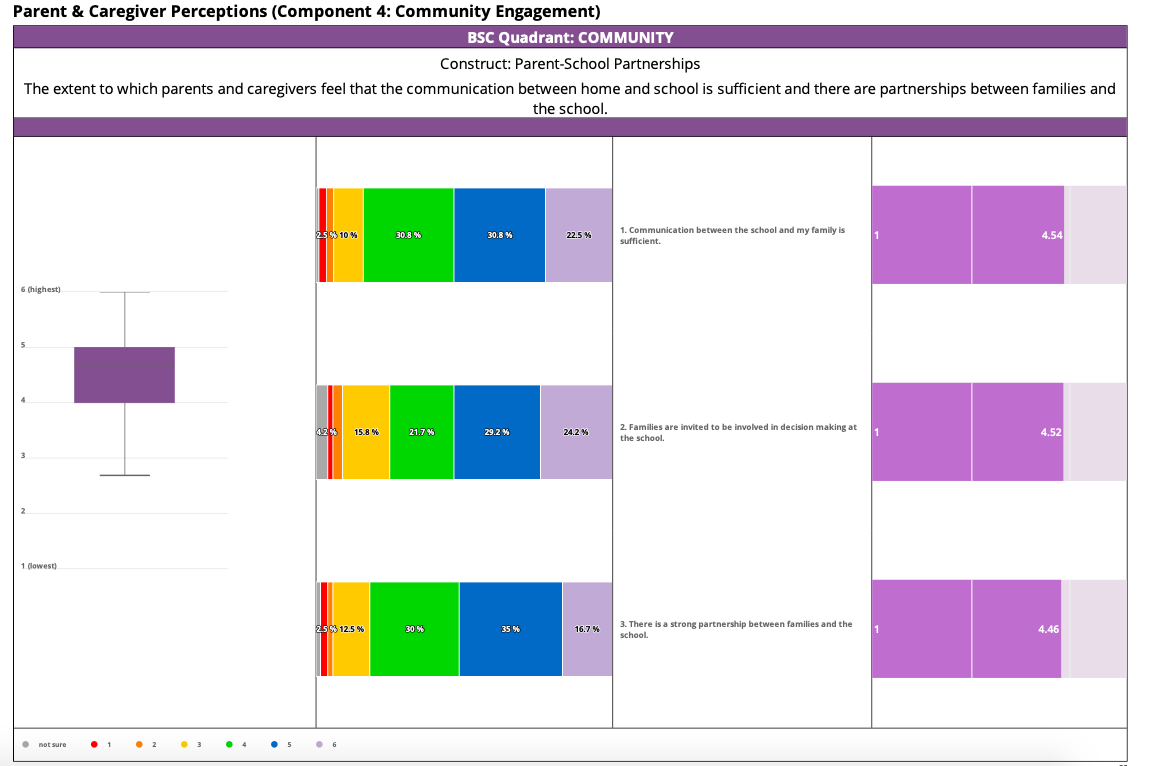 Parent & Caregiver Perceptions (Component 4: Community Engagement)
BSC Quadrant: COMMUNITY
Construct: Parent-School Partnerships
The extent to which parents and caregivers feel that the communication between home and school is sufficient and there are partnerships between families and
the school.
6 (highest)
5
4
3
2
1 (lowest)
2.5 % 10 % 30.8 % 30.8 % 22.5 %
1. Communication between the school and my family is
sufficient.
1 4.54
4.2 % 15.8 % 21.7 % 29.2 % 24.2 %
2. Families are invited to be involved in decision making at
the school.
1 4.52
2.5 % 12.5 % 30 % 35 % 16.7 %
3. There is a strong partnership between families and the
school.
1 4.46
not sure 1 2 3 4 5 6